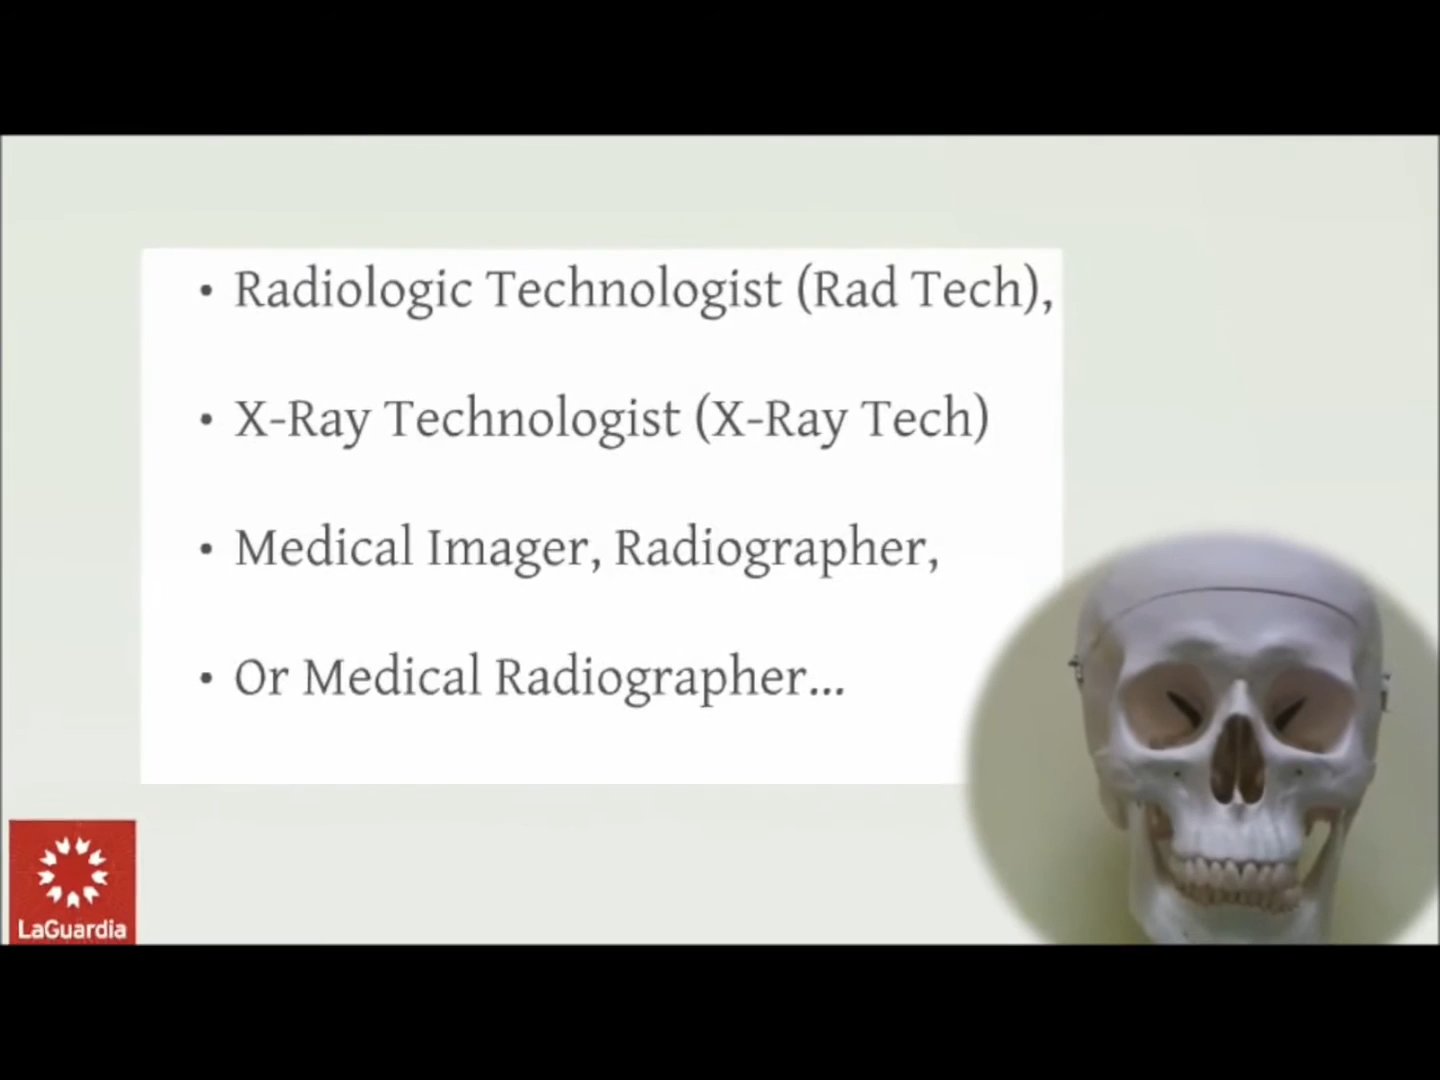 • Radiologic Technologist (Rad Tech),
• X-Ray Technologist (X-Ray Tech)
• Medical Imager, Radiographer,
• Or Medical Radiographer...
LaGuardia